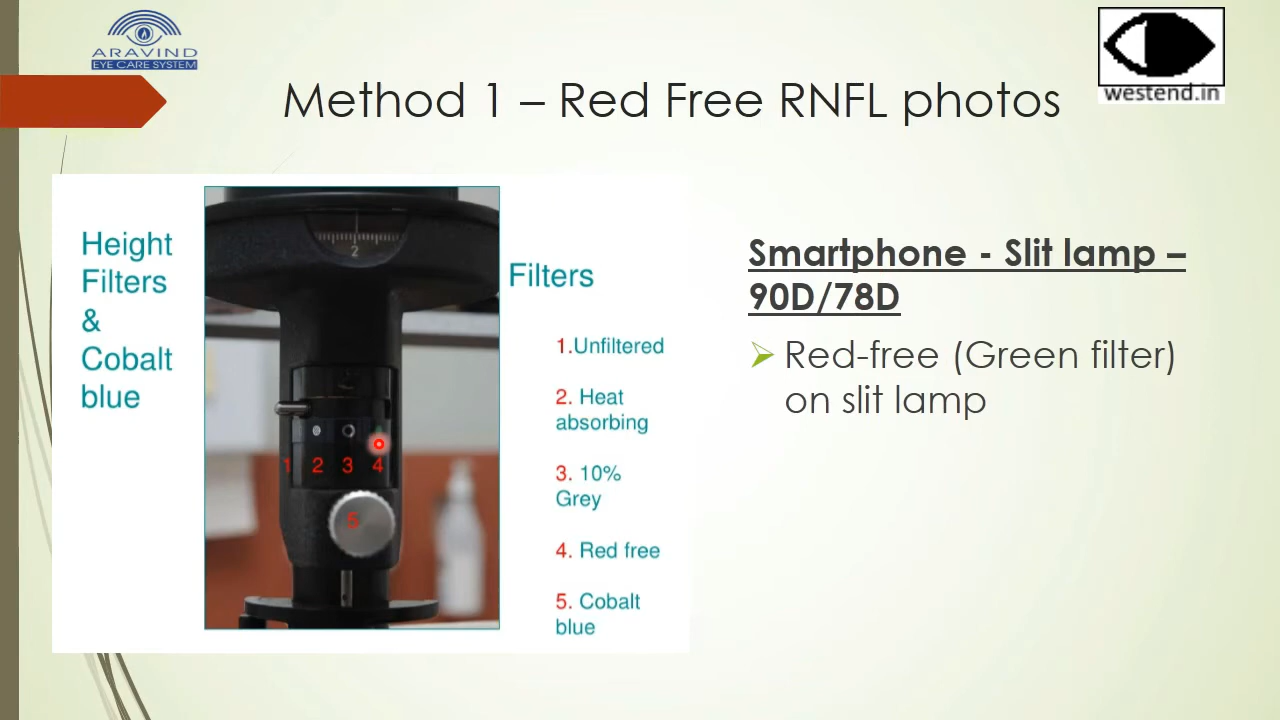 ARAVIND
EYE CARE SYSTEM
westend.in
Method 1 – Red Free RNFL photos
Height
Filters
&
Cobalt
blue
2
1 2 3 4
5
Filters
1.Unfiltered
2. Heat
absorbing
3. 10%
Grey
4. Red free
5. Cobalt
blue
Smartphone - Slit lamp –
90D/78D
Red-free (Green filter)
on slit lamp